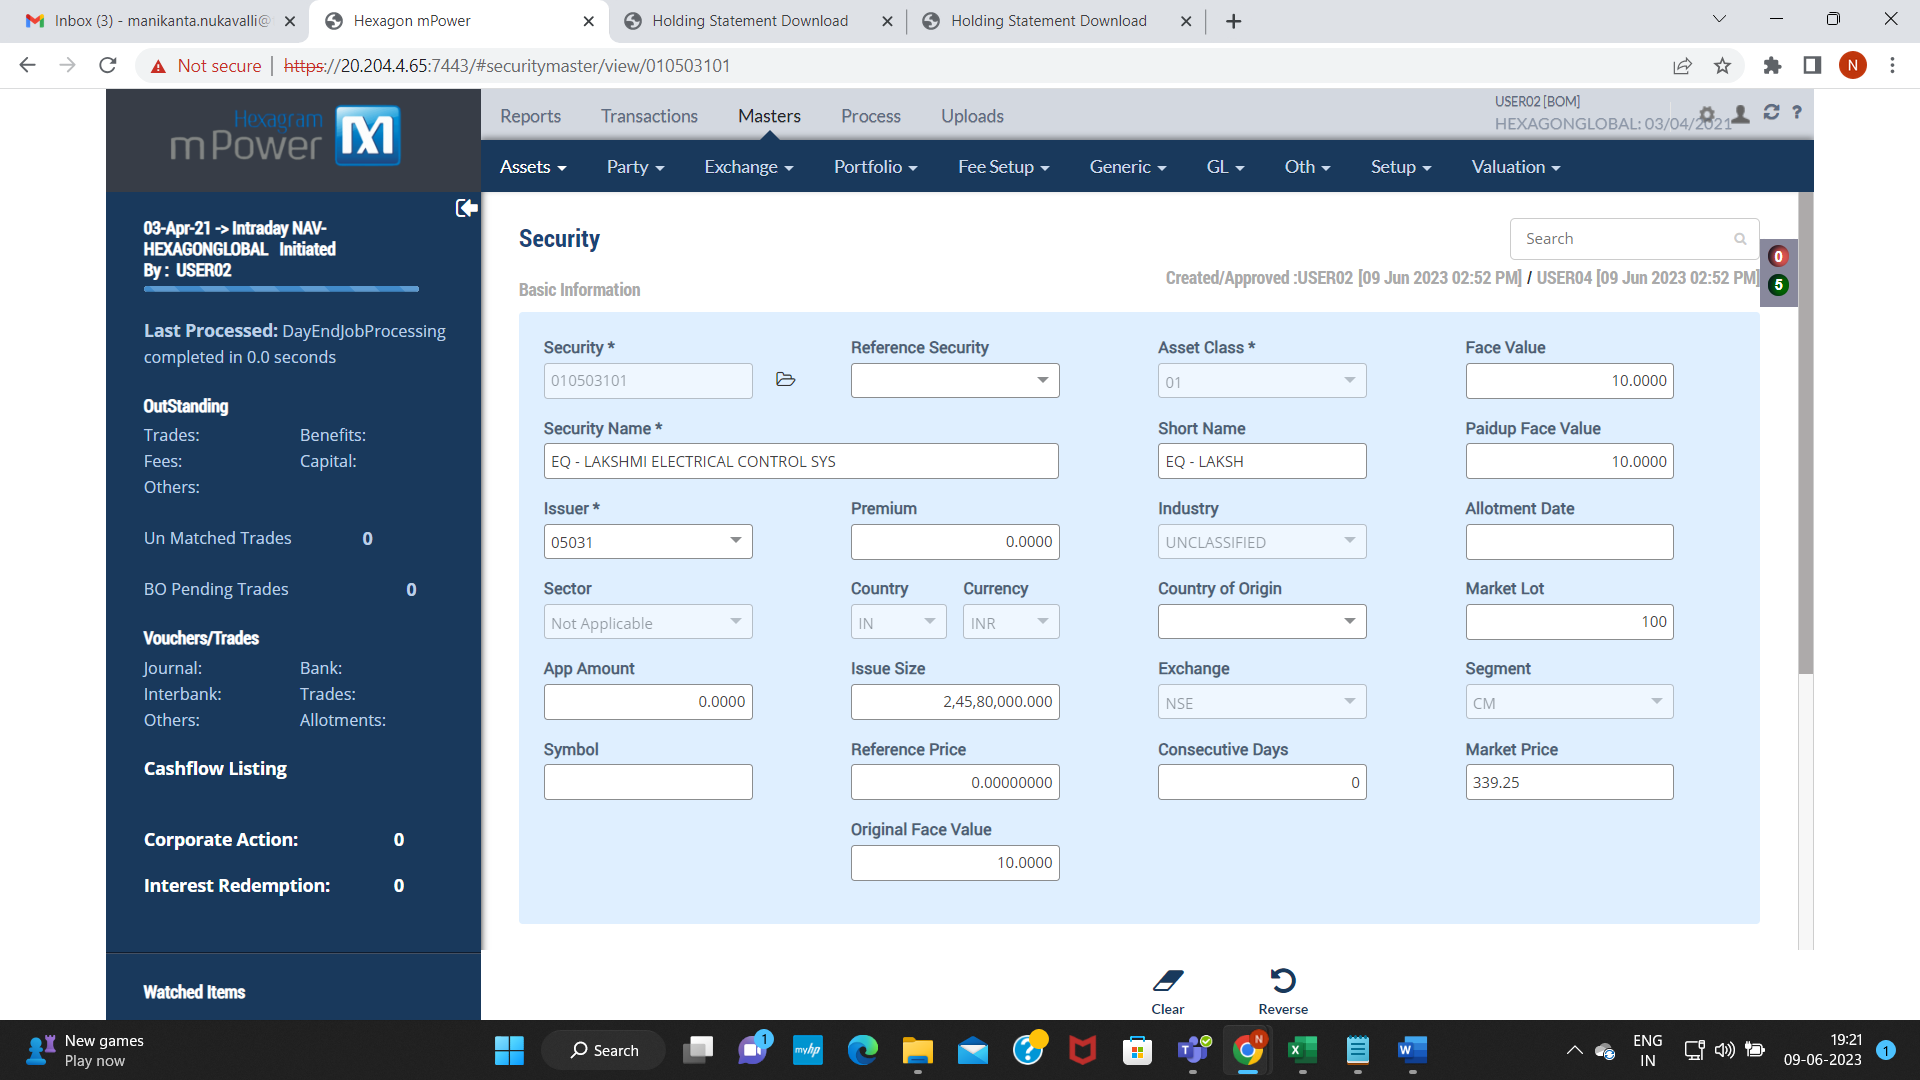 Inbox (3) - manikanta.nukavalli@
Hexagon mPower
Holding Statement Download
Holding Statement Download
Not secure | https://20.204.4.65:7443/#securitymaster/view/010503101
N
Hexagram
mPower
Reports Transactions Masters Process Uploads
USER02 [BOM]
HEXAGONGLOBAL: 03/04/2021
?
Assets Party Exchange Portfolio Fee Setup Generic GL Oth Setup Valuation
03-Apr-21 -> Intraday NAV-
HEXAGONGLOBAL Initiated
By : USER02
Last Processed: DayEndJobProcessing
completed in 0.0 seconds
OutStanding
Trades: Benefits:
Fees: Capital:
Others:
Un Matched Trades 0
BO Pending Trades 0
Vouchers/Trades
Journal: Bank:
Interbank: Trades:
Others: Allotments:
Cashflow Listing
Corporate Action: 0
Interest Redemption: 0
Watched Items
Security
Search
0
5
Basic Information
Created/Approved :USER02 [09 Jun 2023 02:52 PM] / USER04 [09 Jun 2023 02:52 PM]
Security * Reference Security Asset Class * Face Value
010503101 01 10.0000
Security Name * Short Name Paidup Face Value
EQ - LAKSHMI ELECTRICAL CONTROL SYS EQ - LAKSH 10.0000
Issuer * Premium Industry Allotment Date
05031 0.0000 UNCLASSIFIED
Sector Country Currency Country of Origin Market Lot
Not Applicable IN INR 100
App Amount Issue Size Exchange Segment
0.0000 2,45,80,000.000 NSE CM
Symbol Reference Price Consecutive Days Market Price
0.00000000 0 339.25
Original Face Value
10.0000
Clear Reverse
New games
Play now
Search
1
myhp
N
ENG
IN
19:21
09-06-2023
1